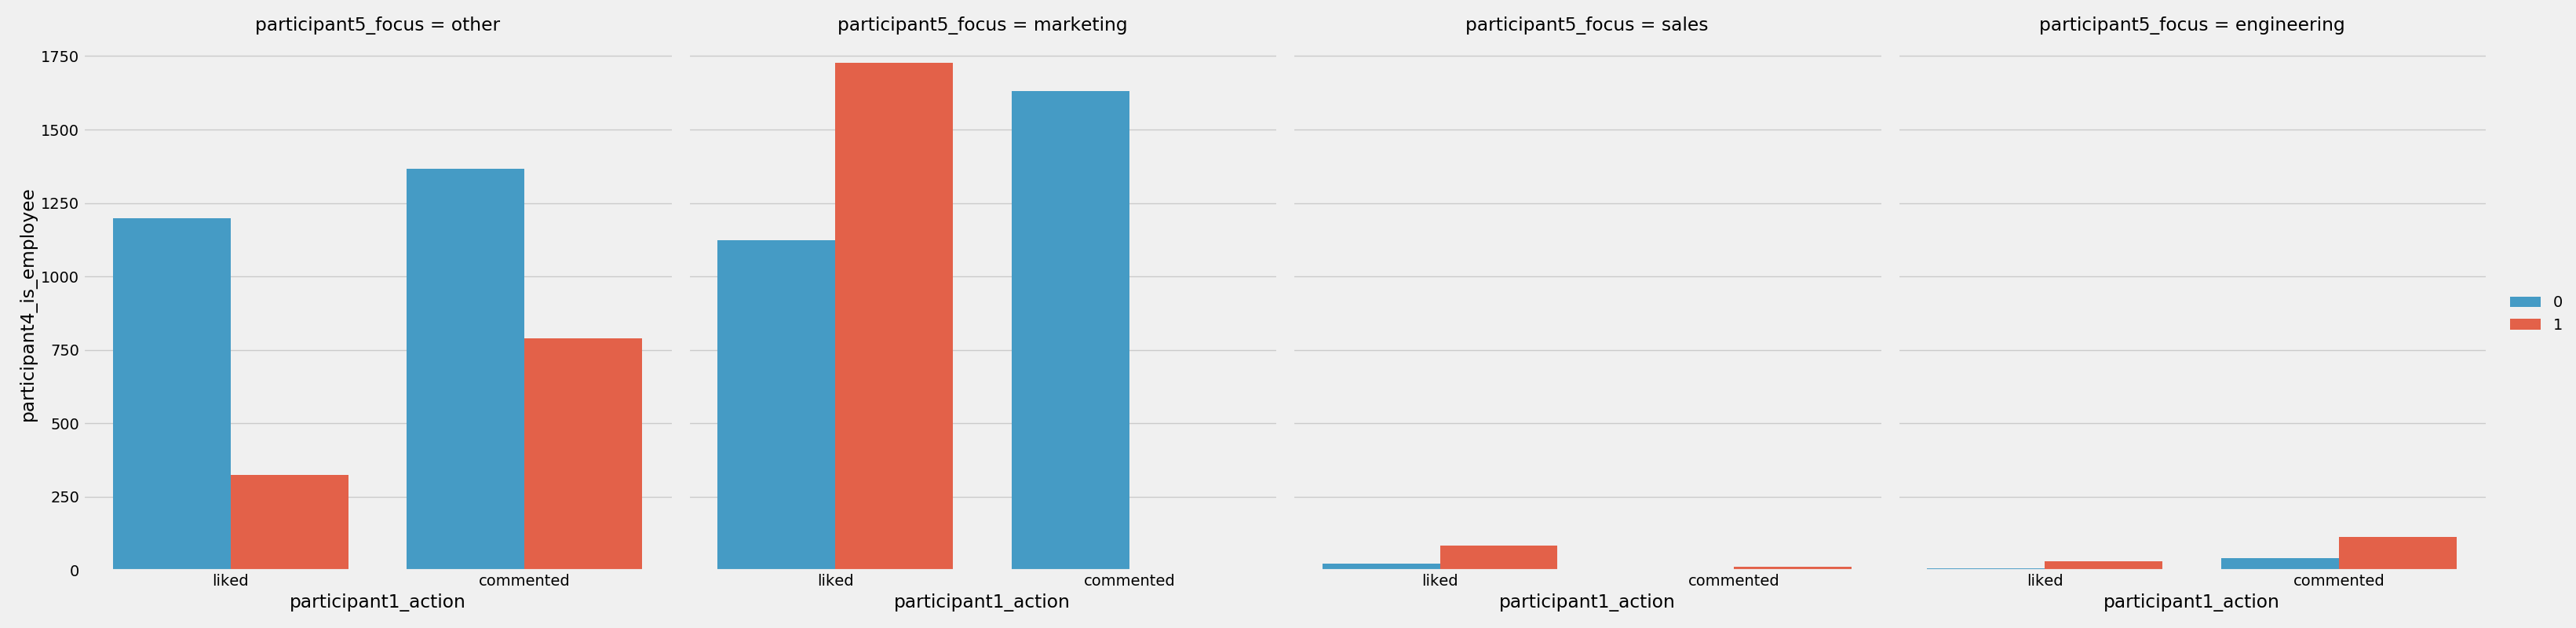 participant5_focus = other
participant5_focus = marketing
participant5_focus = sales
participant5_focus = engineering
participant4_is_employee
1750
1500
1250
1000
750
500
250
0
liked
commented
liked
commented
liked
commented
liked
commented
participant1_action
participant1_action
participant1_action
participant1_action
0
1